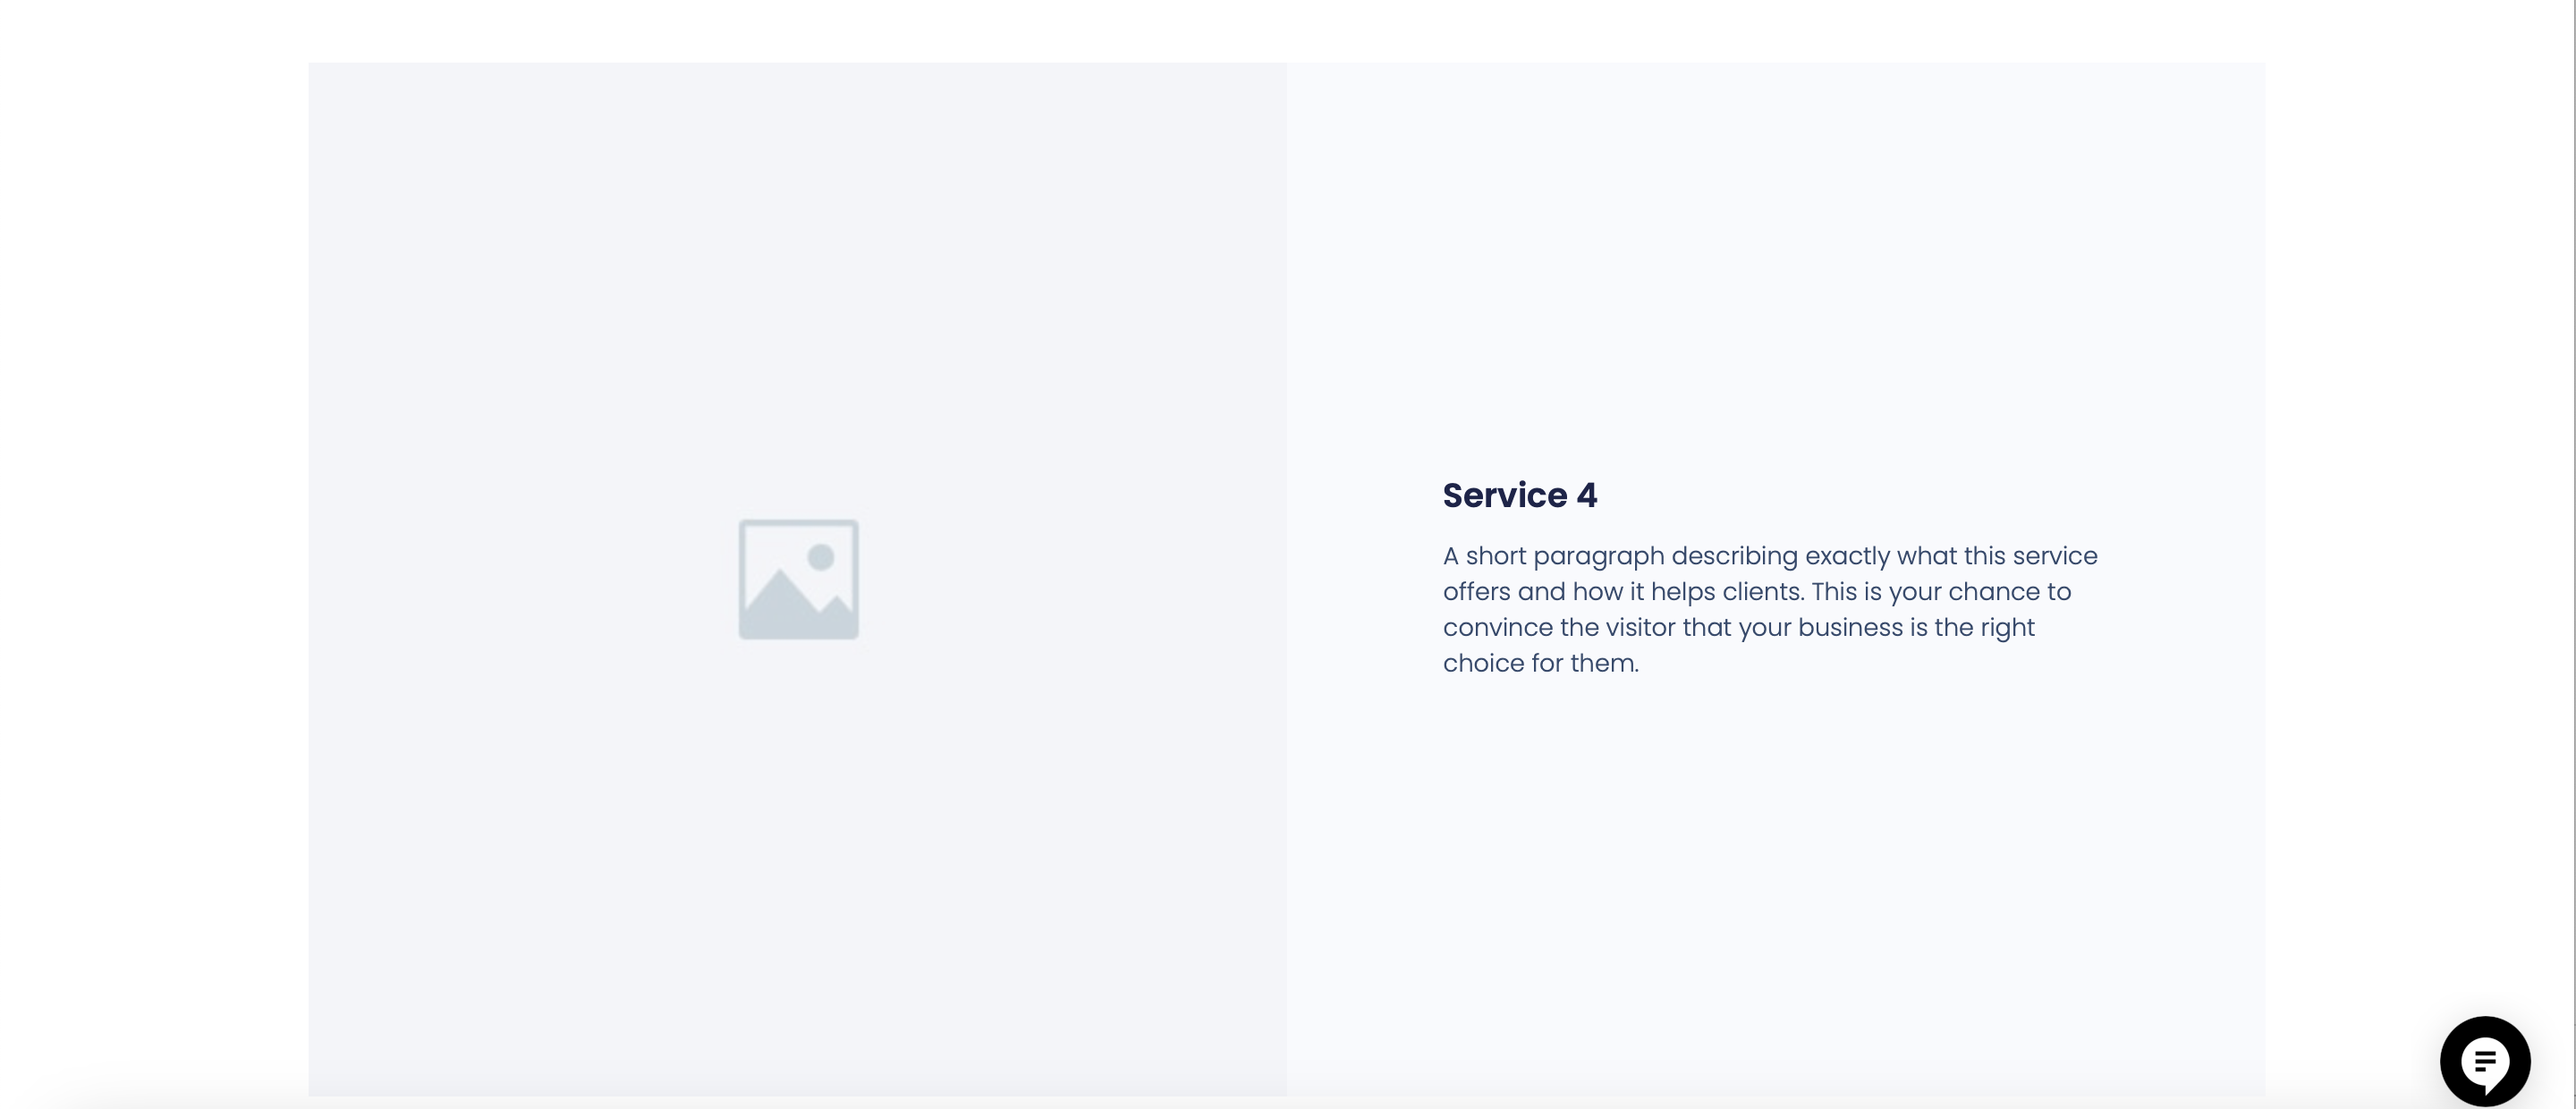 Service 4
A short paragraph describing exactly what this service
offers and how it helps clients. This is your chance to
convince the visitor that your business is the right
choice for them.